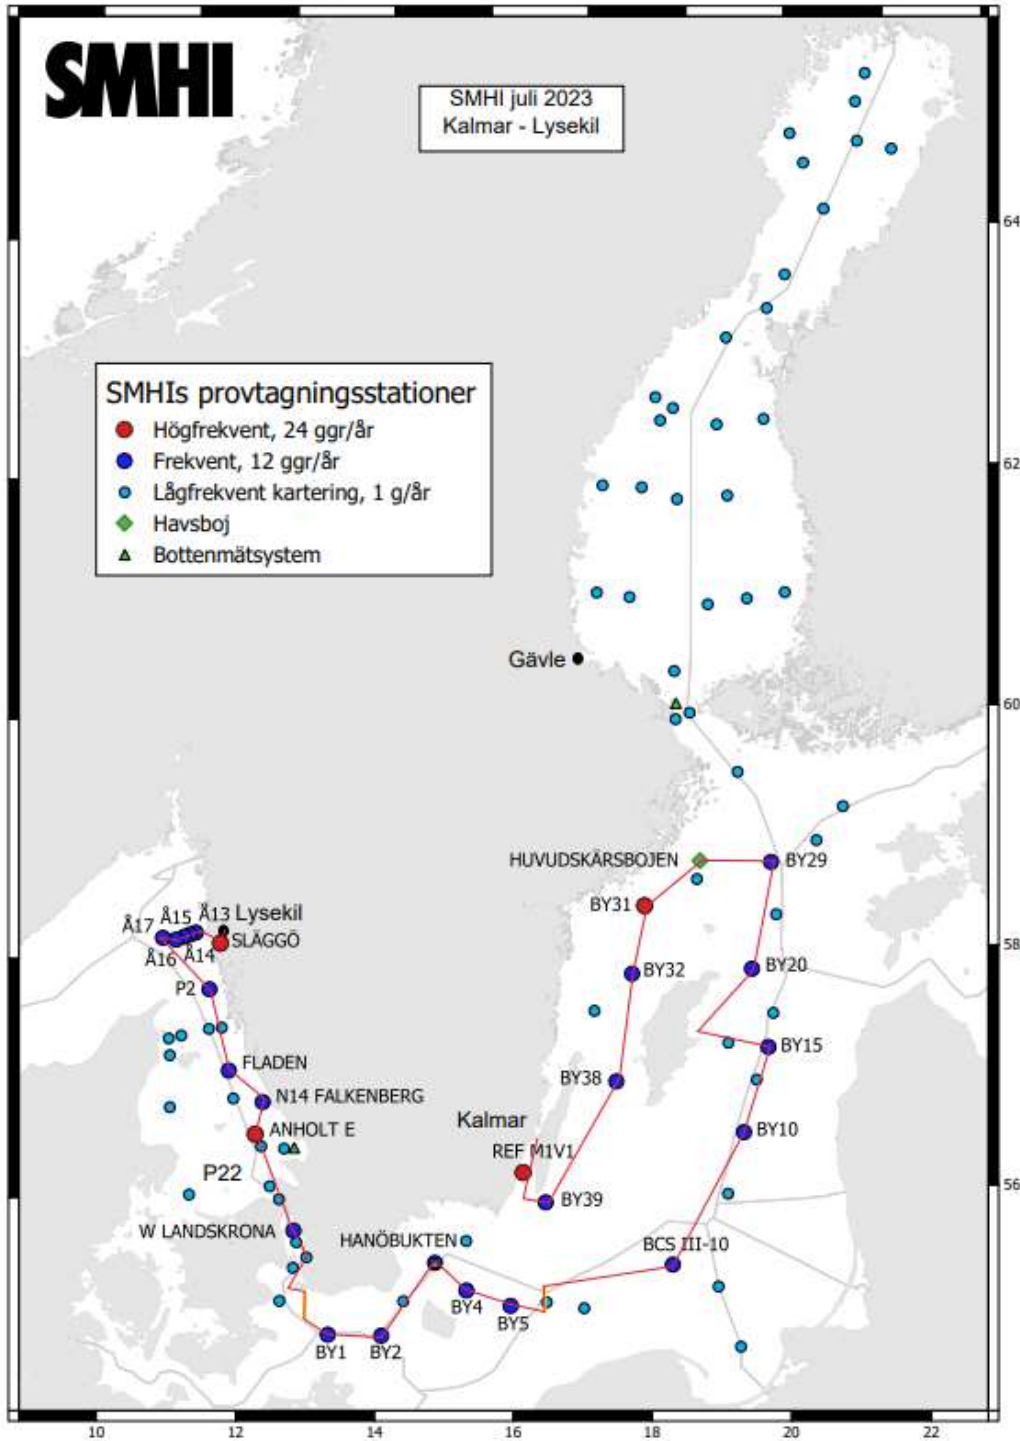 SMHI
SMHI juli 2023
Kalmar - Lysekil
64
SMHIs provtagningsstationer
Högfrekvent, 24 ggr/år
Frekvent, 12 ggr/år
Lågfrekvent kartering, 1 g/år
Havsboj
Bottenmätsystem
62
Gävle
60
HUVUDSKÄRSBOJEN
BY29
BY31
Å17
Å15
Å13
Lysekil
SLÄGGÖ
Å16
Å14
58
BY32
BY20
P2
BY15
FLADEN
BY38
N14 FALKENBERG
Kalmar
BY10
ANHOLT E
REF M1V1
P22
56
BY39
W LANDSKRONA
HANÖBUKTEN
BCS III-10
BY4
BY5
BY1
BY2
10
12
14
16
18
20
22